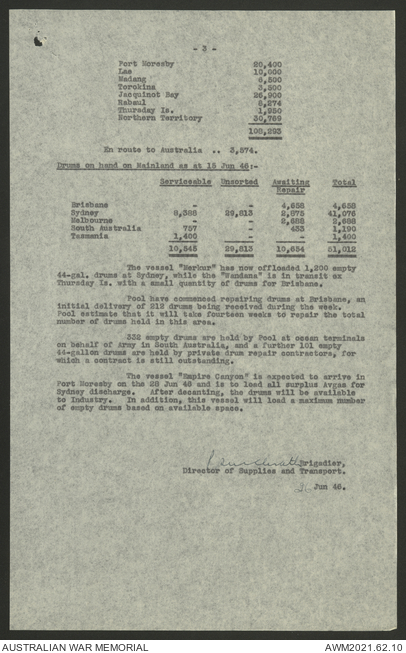 - 3 -
Port Moresby 20,400
Lae 10,000
Madang 6,500
Torokina 3,500
Jacquinot Bay 26,900
Rabaul 8,274
Thursday Is. 1,950
Northern Territory 30,769
En route to Australia .. 3,574.
Drums on hand on Mainland as at 15 Jun 46:-
Serviceable Unsorted Awaiting Repair Total
Brisbane - - 4,658 4,658
Sydney 8,388 29,813 2,875 41,076
Melbourne - - 2,688 2,688
South Australia 757 - 433 1,190
Tasmania 1,400 - - 1,400
10,545 29,813 10,654 51,012
The vessel "Merkur" has now offloaded 1,200 empty
44-gal. drums at Sydney, while the "Wandana" is in transit ex
Thursday Is. with a small quantity of drums for Brisbane.
Pool have commenced repairing drums at Brisbane, an
initial delivery of 212 drums being received during the week.
Pool estimate that it will take fourteen weeks to repair the total
number of drums held in this area.
332 empty drums are held by Pool at ocean terminals
on behalf of Army in South Australia, and a further 101 empty
44-gallon drums are held by private drum repair contractors, for
which a contract is still outstanding.
The vessel "Empire Canyon" is expected to arrive in
Port Moresby on the 28 Jun 46 and is to load all surplus Avgas for
Sydney discharge. After decanting, the drums will be available
to Industry. In addition, this vessel will load a maximum number
of empty drums based on available space.
Brigadier,
Director of Supplies and Transport.
Jun 46.
AUSTRALIAN WAR MEMORIAL
AWM2021.62.10